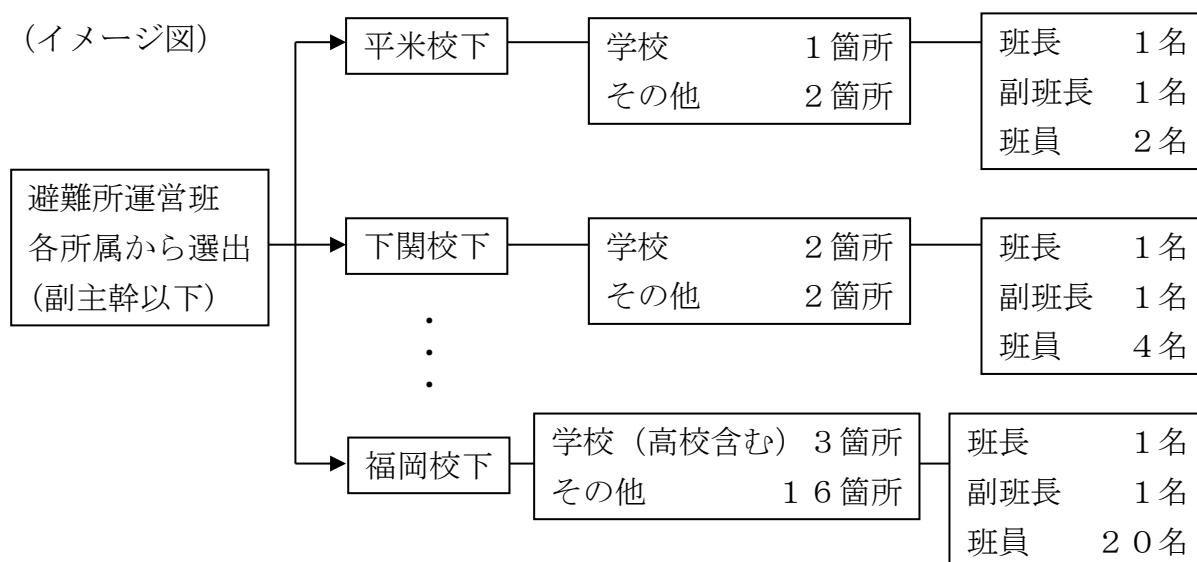 （イメージ図）
避難所運営班
各所属から選出
（副主幹以下）
平米校下
学校　１箇所
その他　２箇所
班長　１名
副班長　１名
班員　２名
下関校下
学校　２箇所
その他　２箇所
班長　１名
副班長　１名
班員　４名
・
・
・
福岡校下
学校（高校含む）３箇所
その他　１６箇所
班長　１名
副班長　１名
班員　２０名